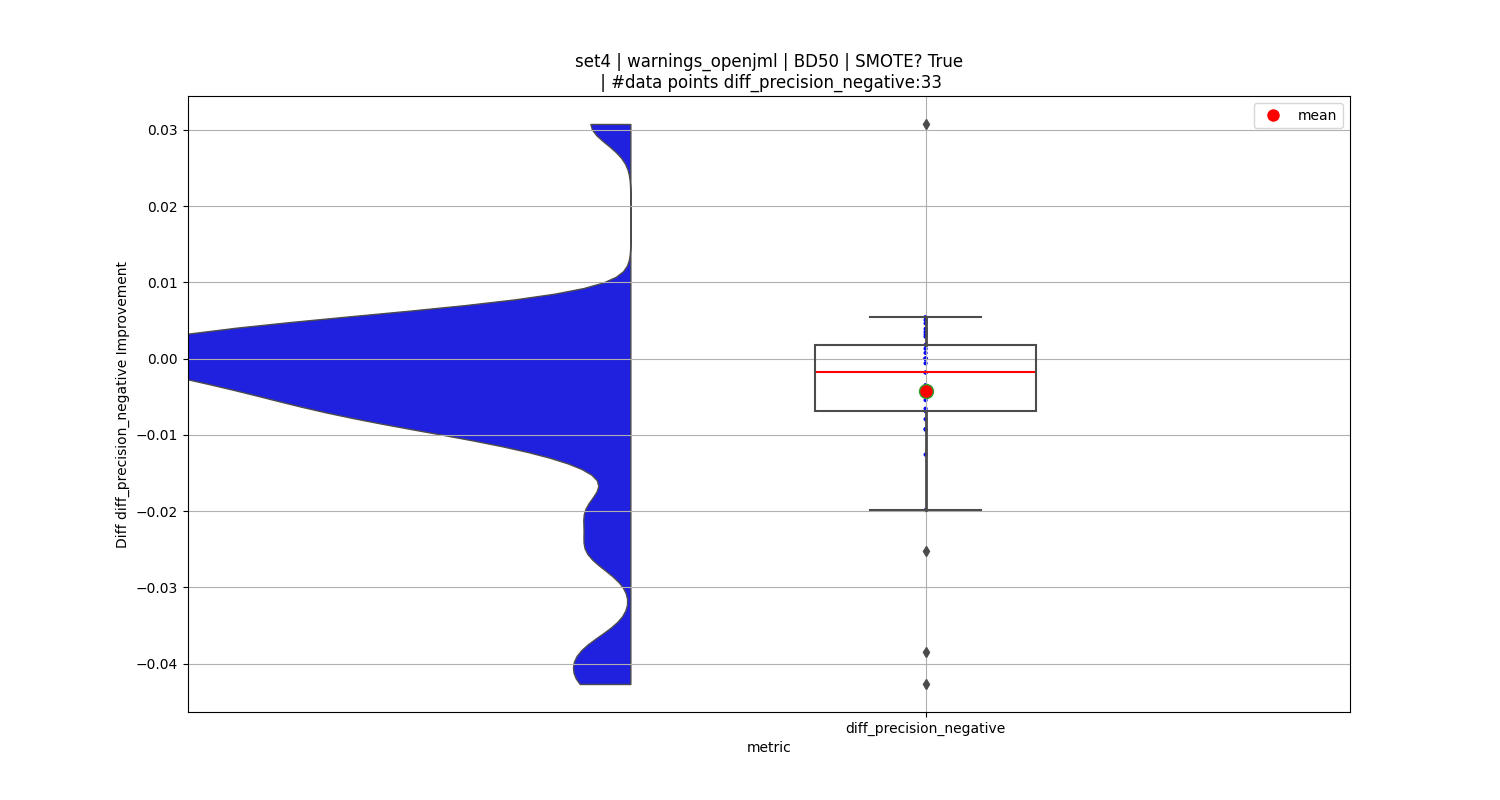 set4 | warnings_openjml | BD50 | SMOTE? True
| #data points diff_precision_negative:33
mean
0.03
0.02
0.01
0.00
−0.01
−0.02
−0.03
−0.04
Diff diff_precision_negative Improvement
diff_precision_negative
metric